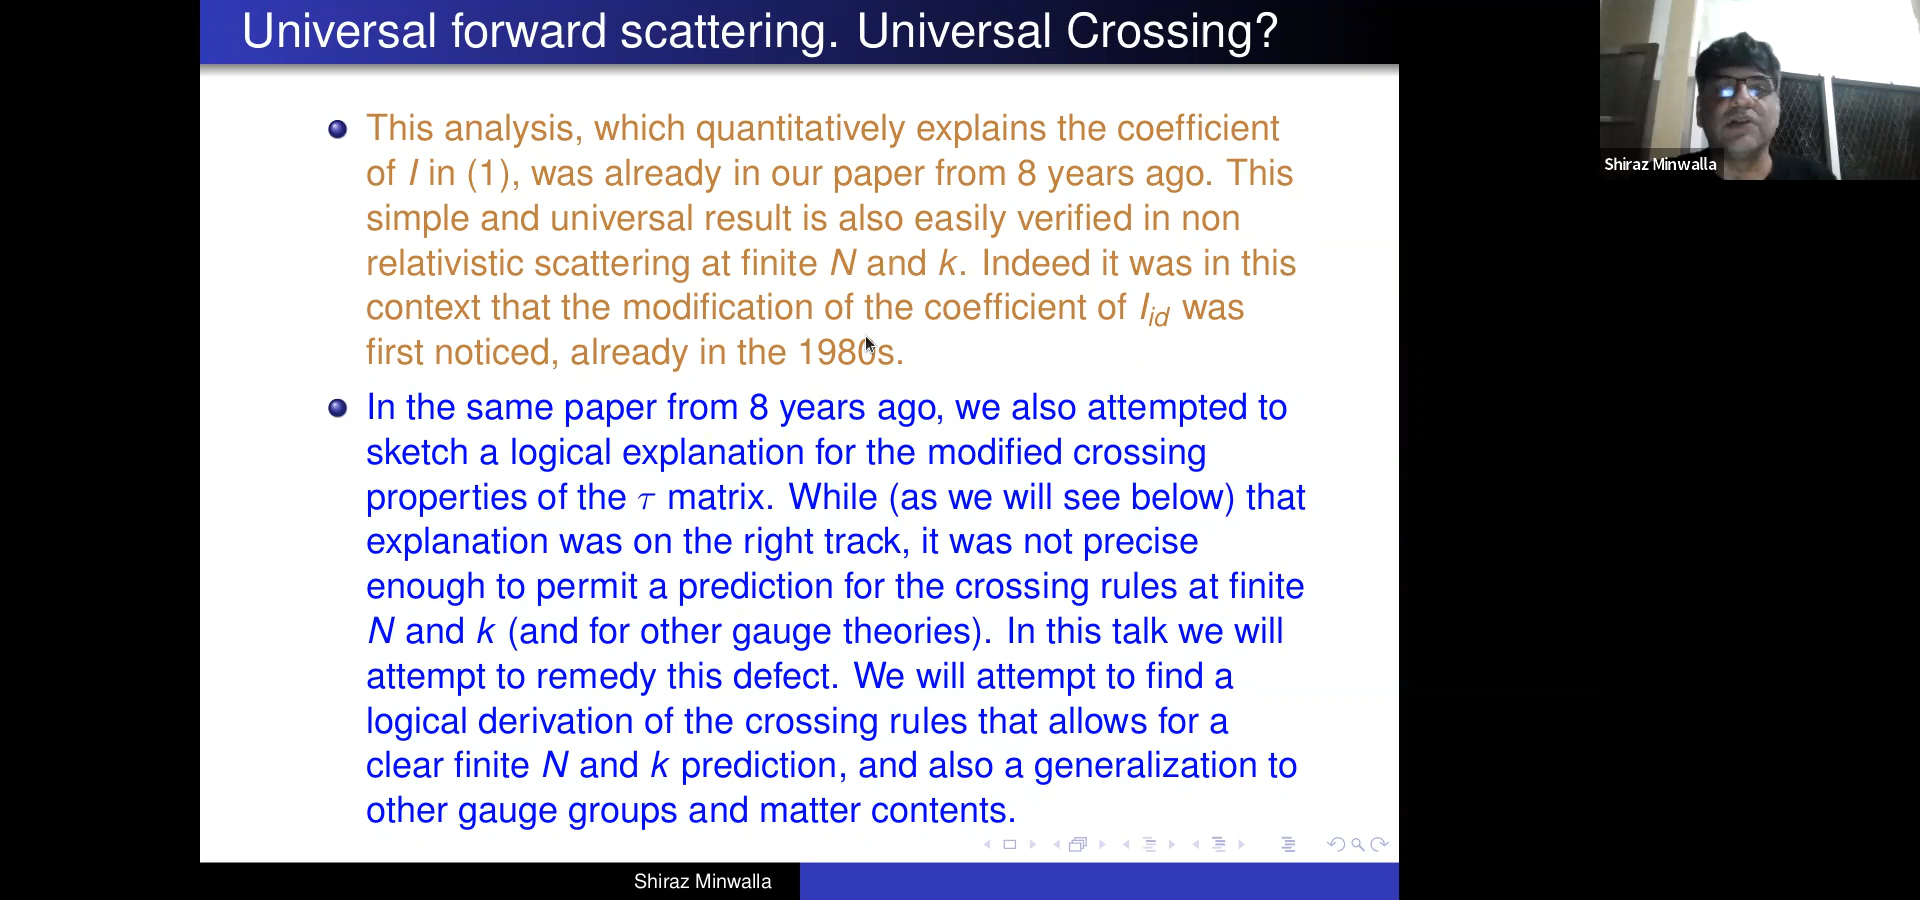 Universal forward scattering. Universal Crossing?
This analysis, which quantitatively explains the coefficient
of I in (1), was already in our paper from 8 years ago. This
simple and universal result is also easily verified in non
relativistic scattering at finite N and k. Indeed it was in this
context that the modification of the coefficient of I_{id} was
first noticed, already in the 1980s.
In the same paper from 8 years ago, we also attempted to
sketch a logical explanation for the modified crossing
properties of the τ matrix. While (as we will see below) that
explanation was on the right track, it was not precise
enough to permit a prediction for the crossing rules at finite
N and k (and for other gauge theories). In this talk we will
attempt to remedy this defect. We will attempt to find a
logical derivation of the crossing rules that allows for a
clear finite N and k prediction, and also a generalization to
other gauge groups and matter contents.
Shiraz Minwalla
Shiraz Minwalla